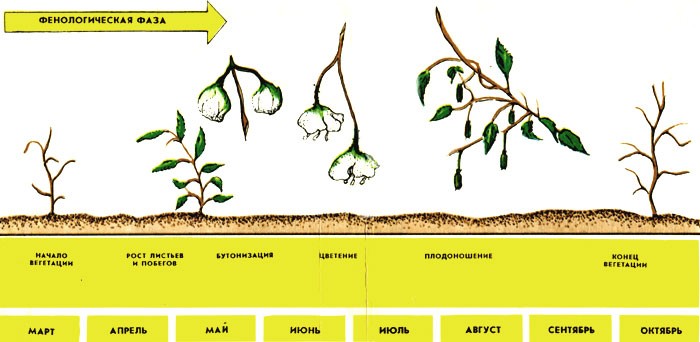 ФЕНОЛОГИЧЕСКАЯ ФАЗА
НАЧАЛО
ВЕГЕТАЦИИ
РОСТ ЛИСТЬЕВ
И ПОБЕГОВ
БУТОНИЗАЦИЯ
ЦВЕТЕНИЕ
ПЛОДОНОШЕНИЕ
КОНЕЦ
ВЕГЕТАЦИИ
МАРТ
АПРЕЛЬ
МАЙ
ИЮНЬ
ИЮЛЬ
АВГУСТ
СЕНТЯБРЬ
ОКТЯБРЬ